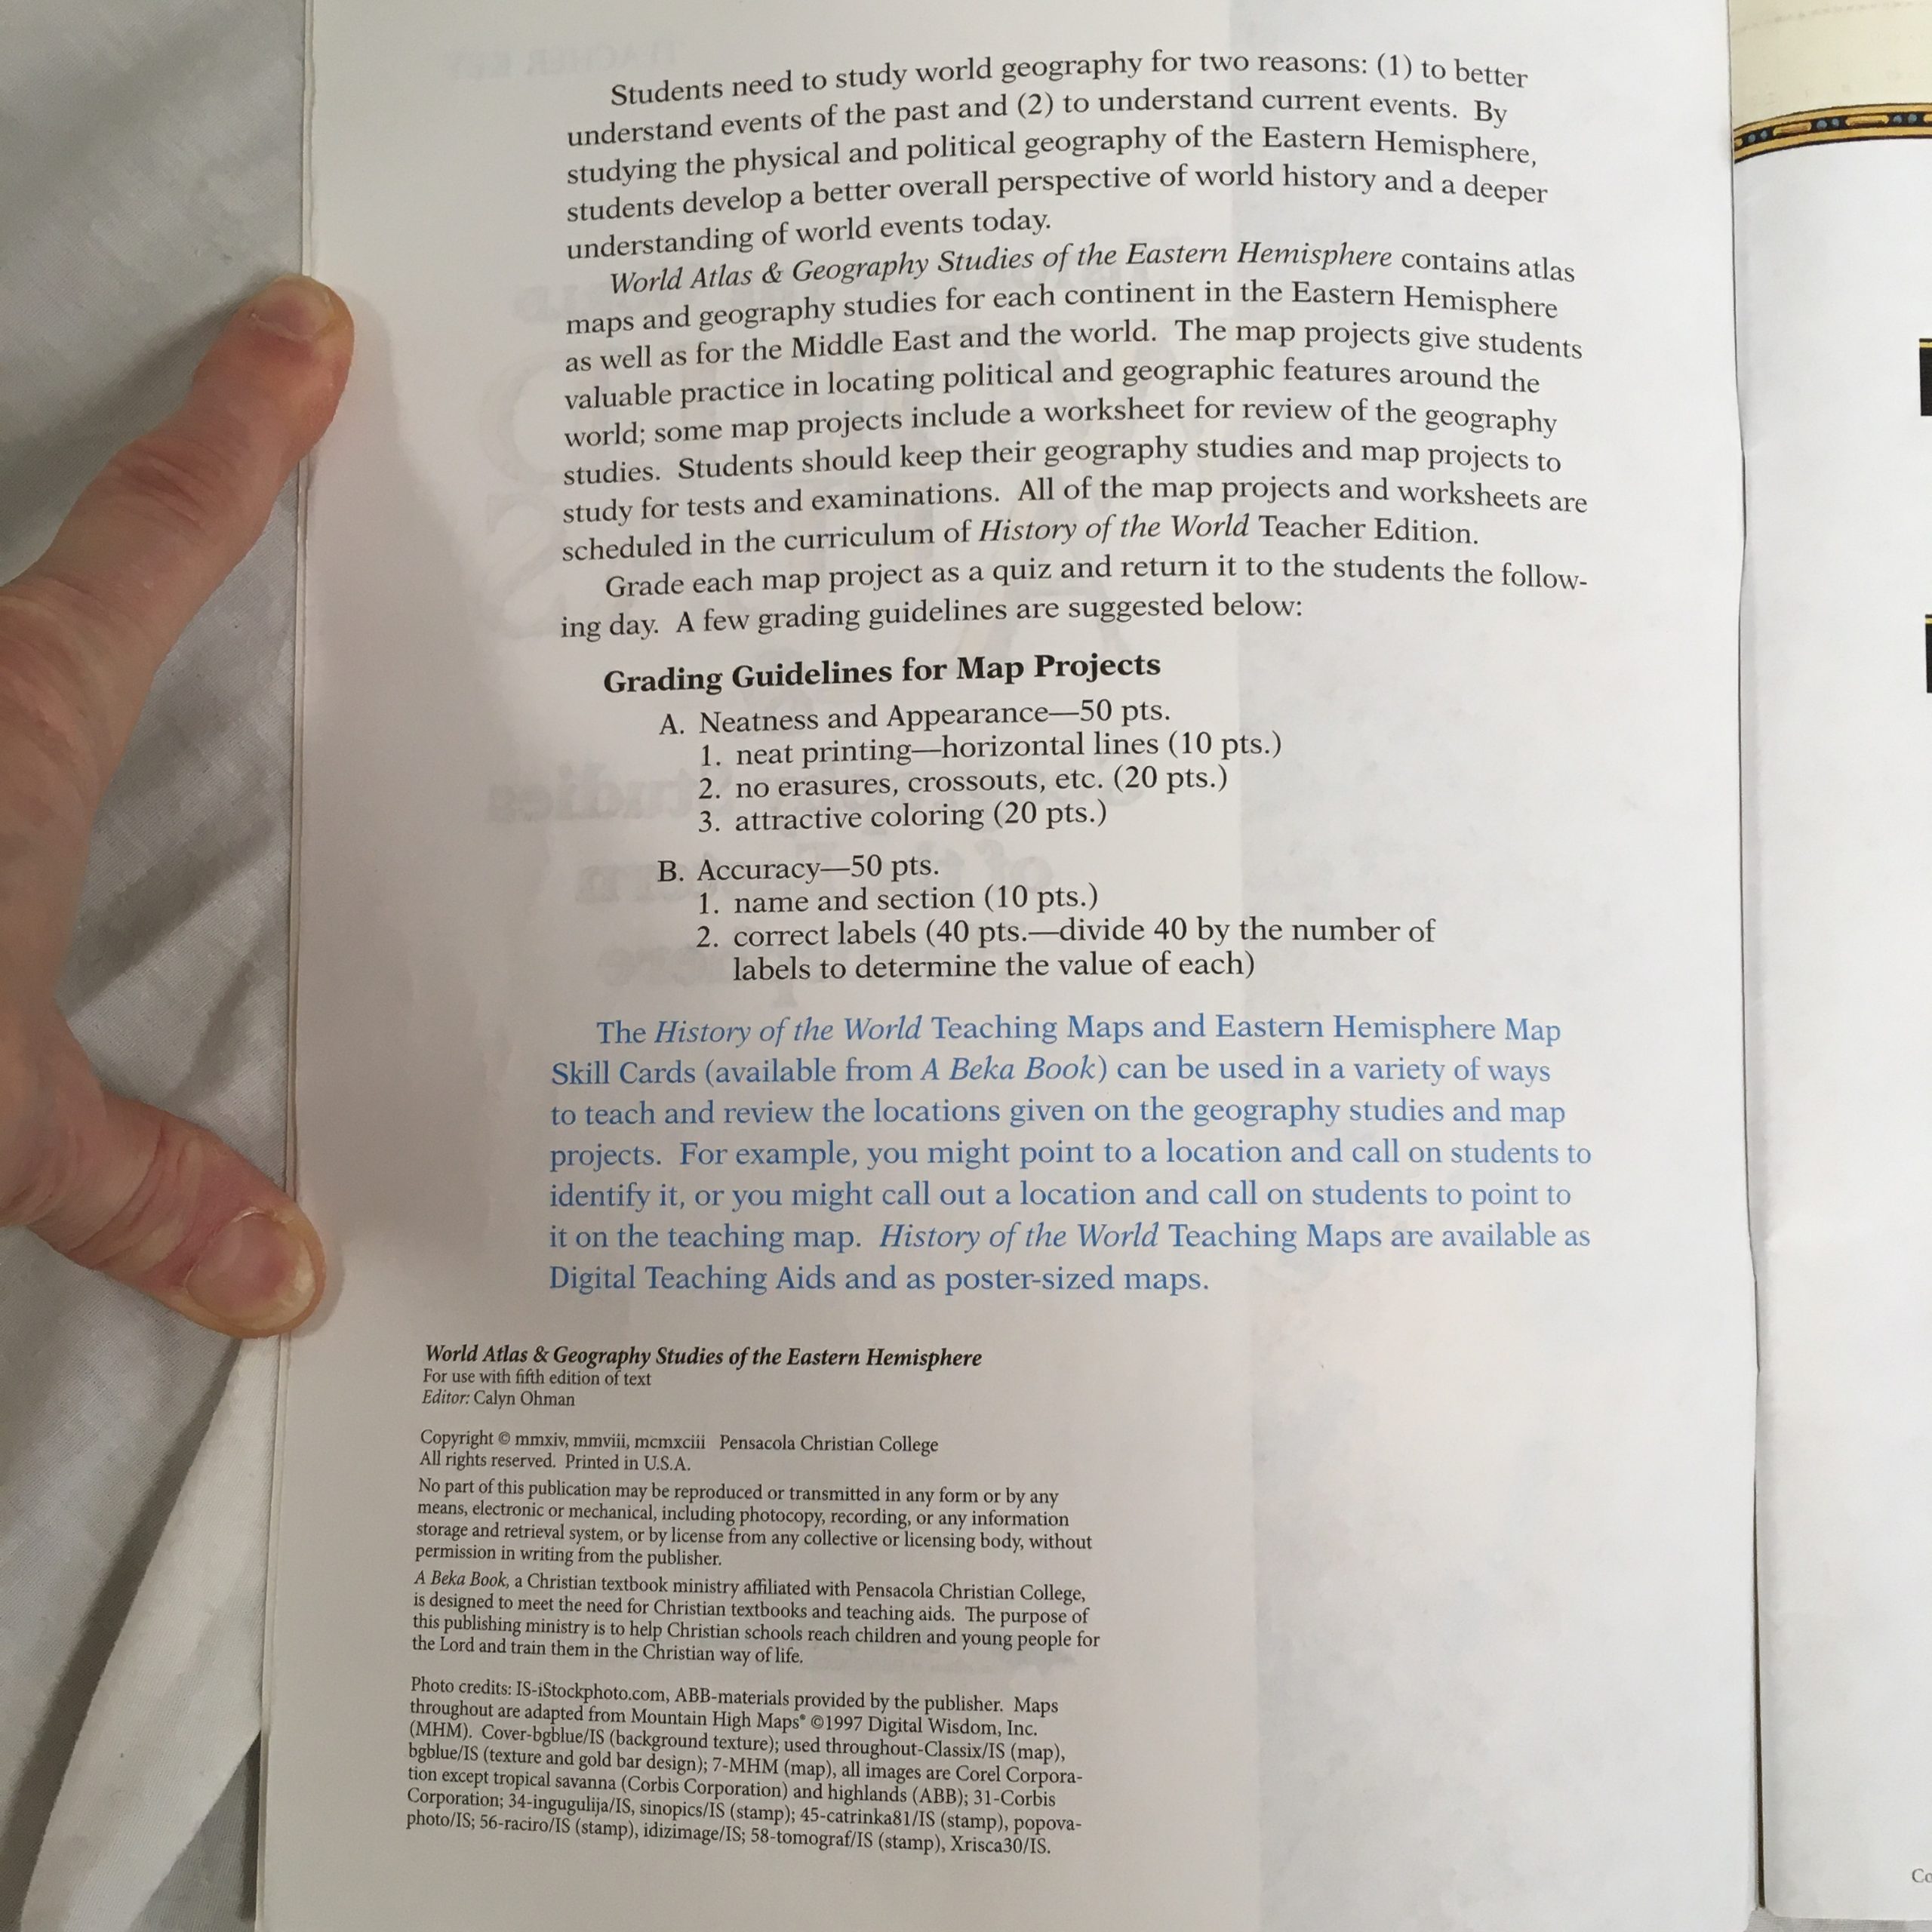 Students need to study world geography for two reasons: (1) to better
understand events of the past and (2) to understand current events. By
studying the physical and political geography of the Eastern Hemisphere,
students develop a better overall perspective of world history and a deeper
understanding of world events today.
World Atlas & Geography Studies of the Eastern Hemisphere contains atlas
maps and geography studies for each continent in the Eastern Hemisphere
as well as for the Middle East and the world. The map projects give students
valuable practice in locating political and geographic features around the
world; some map projects include a worksheet for review of the geography
studies. Students should keep their geography studies and map projects to
study for tests and examinations. All of the map projects and worksheets are
scheduled in the curriculum of History of the World Teacher Edition.
Grade each map project as a quiz and return it to the students the follow-
ing day. A few grading guidelines are suggested below:
Grading Guidelines for Map Projects
A. Neatness and Appearance—50 pts.
1. neat printing—horizontal lines (10 pts.)
2. no erasures, crossouts, etc. (20 pts.)
3. attractive coloring (20 pts.)
B. Accuracy—50 pts.
1. name and section (10 pts.)
2. correct labels (40 pts.—divide 40 by the number of
labels to determine the value of each)
The History of the World Teaching Maps and Eastern Hemisphere Map
Skill Cards (available from A Beka Book) can be used in a variety of ways
to teach and review the locations given on the geography studies and map
projects. For example, you might point to a location and call on students to
identify it, or you might call out a location and call on students to point to
it on the teaching map. History of the World Teaching Maps are available as
Digital Teaching Aids and as poster-sized maps.
World Atlas & Geography Studies of the Eastern Hemisphere
For use with fifth edition of text
Editor: Calyn Ohman
Copyright © mmxiv, mmviii, mcmxciii Pensacola Christian College
All rights reserved. Printed in U.S.A.
No part of this publication may be reproduced or transmitted in any form or by any
means, electronic or mechanical, including photocopy, recording, or any information
storage and retrieval system, or by license from any collective or licensing body, without
permission in writing from the publisher.
A Beka Book, a Christian textbook ministry affiliated with Pensacola Christian College,
is designed to meet the need for Christian textbooks and teaching aids. The purpose of
this publishing ministry is to help Christian schools reach children and young people for
the Lord and train them in the Christian way of life.
Photo credits: IS-iStockphoto.com, ABB-materials provided by the publisher. Maps
throughout are adapted from Mountain High Maps® ©1997 Digital Wisdom, Inc.
(MHM). Cover-bgblue/IS (background texture); used throughout-Classix/IS (map),
bgblue/IS (texture and gold bar design); 7-MHM (map), all images are Corel Corpora-
tion except tropical savanna (Corbis Corporation) and highlands (ABB); 31-Corbis
Corporation; 34-ingugulija/IS, sinopics/IS (stamp); 45-catrinka81/IS (stamp), popova-
photo/IS; 56-raciro/IS (stamp), idizimage/IS; 58-tomograf/IS (stamp), Xrisca30/IS.